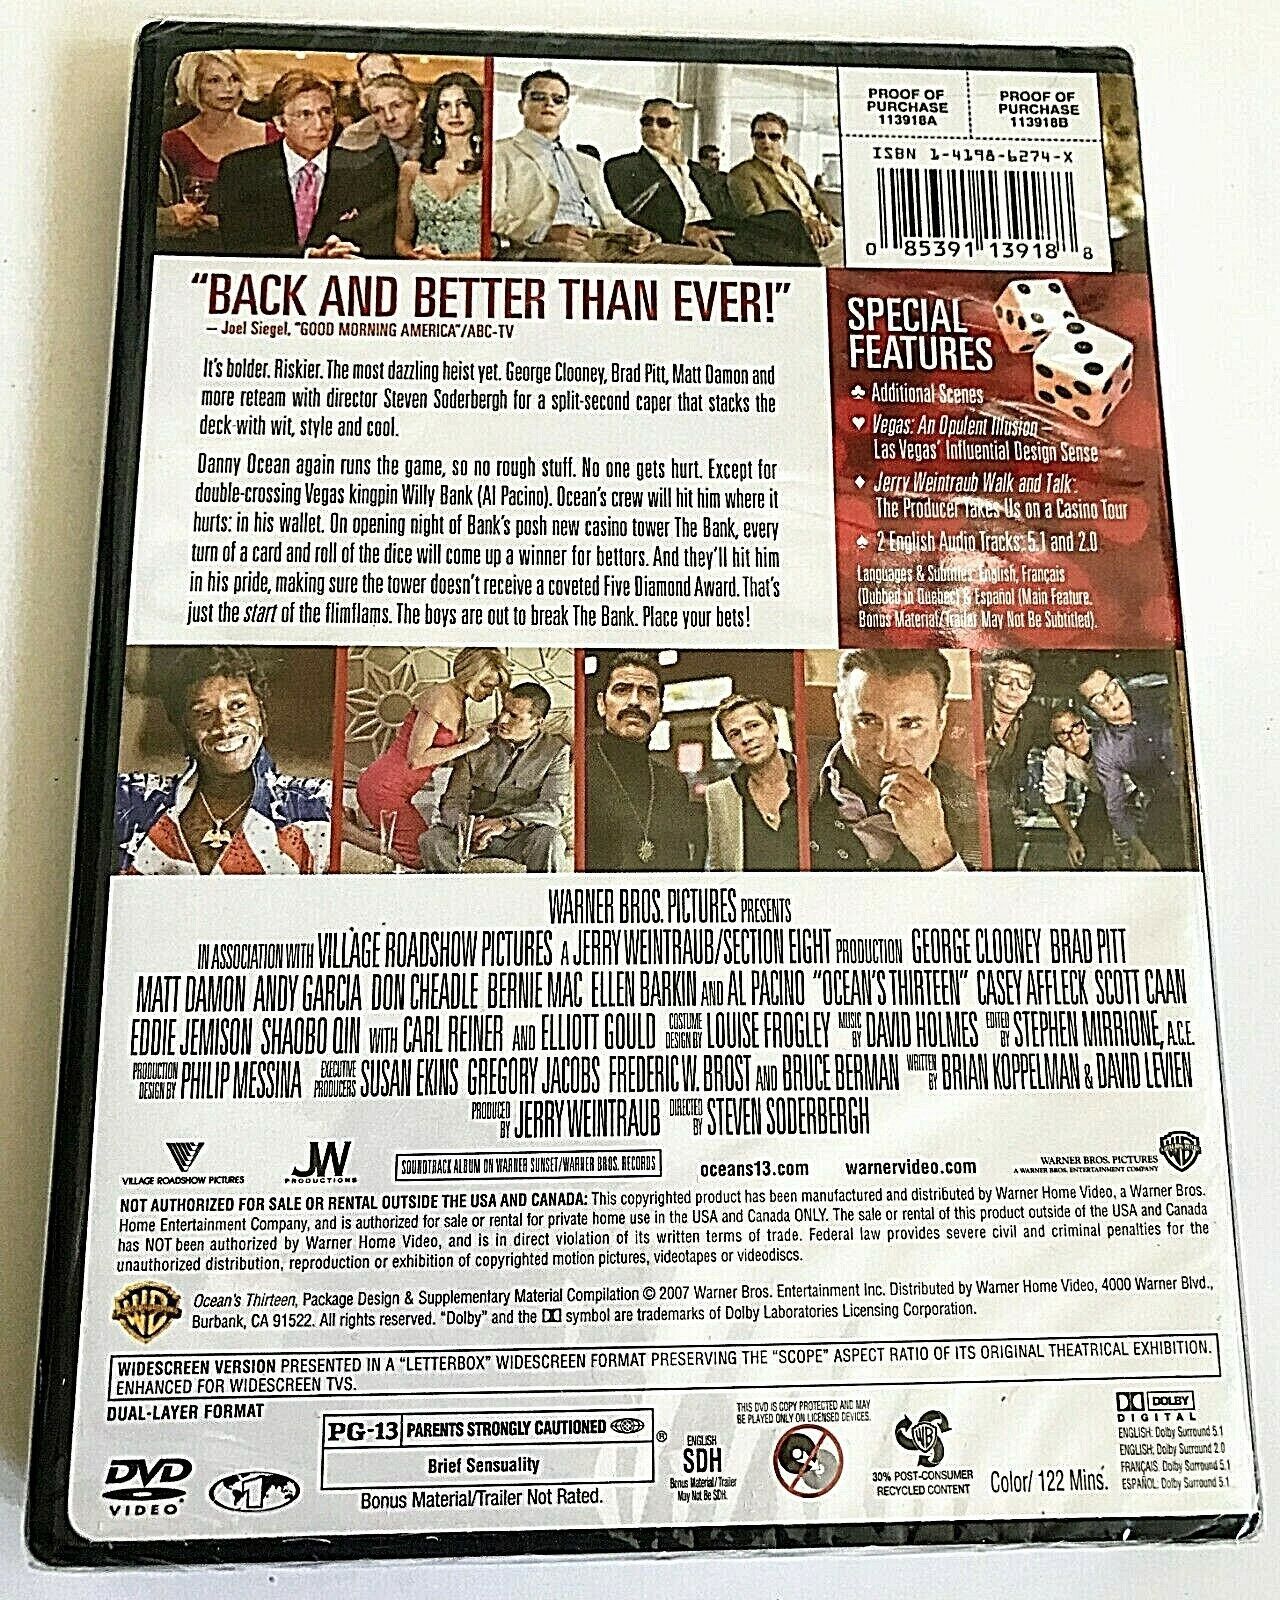 PROOF OF PURCHASE 113918A
PROOF OF PURCHASE 113918B
ISBN 1-4198-6274-X
0 85391 13918 8
"BACK AND BETTER THAN EVER!"
– Joel Siegel, "GOOD MORNING AMERICA"/ABC-TV
It's bolder. Riskier. The most dazzling heist yet. George Clooney, Brad Pitt, Matt Damon and
more reteam with director Steven Soderbergh for a split-second caper that stacks the
deck with wit, style and cool.
Danny Ocean again runs the game, so no rough stuff. No one gets hurt. Except for
double-crossing Vegas kingpin Willy Bank (Al Pacino). Ocean's crew will hit him where it
hurts: in his wallet. On opening night of Bank's posh new casino tower The Bank, every
turn of a card and roll of the dice will come up a winner for bettors. And they'll hit him
in his pride, making sure the tower doesn't receive a coveted Five Diamond Award. That's
just the start of the flimflams. The boys are out to break The Bank. Place your bets!
SPECIAL
FEATURES
♣ Additional Scenes
♥ Vegas: An Opulent Illusion –
Las Vegas' Influential Design Sense
♦ Jerry Weintraub Walk and Talk:
The Producer Takes Us on a Casino Tour
♠ 2 English Audio Tracks: 5.1 and 2.0
Languages & Subtitles: English, Français
(Dubbed in Quebec) & Español (Main Feature.
Bonus Material/Trailer May Not Be Subtitled).
WARNER BROS. PICTURES PRESENTS
IN ASSOCIATION WITH VILLAGE ROADSHOW PICTURES A JERRY WEINTRAUB/SECTION EIGHT PRODUCTION GEORGE CLOONEY BRAD PITT
MATT DAMON ANDY GARCIA DON CHEADLE BERNIE MAC ELLEN BARKIN AND AL PACINO "OCEAN'S THIRTEEN" CASEY AFFLECK SCOTT CAAN
EDDIE JEMISON SHAOBO QIN WITH CARL REINER AND ELLIOTT GOULD COSTUME DESIGN BY LOUISE FROGLEY MUSIC BY DAVID HOLMES EDITED BY STEPHEN MIRRIONE, A.C.E.
PRODUCTION DESIGN BY PHILIP MESSINA EXECUTIVE PRODUCERS SUSAN EKINS GREGORY JACOBS FREDERIC W. BROST AND BRUCE BERMAN WRITTEN BY BRIAN KOPPELMAN & DAVID LEVIEN
PRODUCED BY JERRY WEINTRAUB DIRECTED BY STEVEN SODERBERGH
VILLAGE ROADSHOW PICTURES
JW PRODUCTIONS
SOUNDTRACK ALBUM ON WARNER SUNSET/WARNER BROS. RECORDS
oceans13.com
warnervideo.com
WARNER BROS. PICTURES
A WARNER BROS. ENTERTAINMENT COMPANY
NOT AUTHORIZED FOR SALE OR RENTAL OUTSIDE THE USA AND CANADA: This copyrighted product has been manufactured and distributed by Warner Home Video, a Warner Bros.
Home Entertainment Company, and is authorized for sale or rental for private home use in the USA and Canada ONLY. The sale or rental of this product outside of the USA and Canada
has NOT been authorized by Warner Home Video, and is in direct violation of its written terms of trade. Federal law provides severe civil and criminal penalties for the
unauthorized distribution, reproduction or exhibition of copyrighted motion pictures, videotapes or videodiscs.
Ocean's Thirteen, Package Design & Supplementary Material Compilation © 2007 Warner Bros. Entertainment Inc. Distributed by Warner Home Video, 4000 Warner Blvd.,
Burbank, CA 91522. All rights reserved. "Dolby" and the DD symbol are trademarks of Dolby Laboratories Licensing Corporation.
WIDESCREEN VERSION PRESENTED IN A "LETTERBOX" WIDESCREEN FORMAT PRESERVING THE "SCOPE" ASPECT RATIO OF ITS ORIGINAL THEATRICAL EXHIBITION.
ENHANCED FOR WIDESCREEN TVS.
DUAL-LAYER FORMAT
DVD
VIDEO
1
PG-13 PARENTS STRONGLY CAUTIONED ®
Brief Sensuality
Bonus Material/Trailer Not Rated.
ENGLISH
SDH
Bonus Material/Trailer
May Not Be SDH.
THIS DVD IS COPY PROTECTED AND MAY
BE PLAYED ONLY ON LICENSED DEVICES.
30% POST-CONSUMER
RECYCLED CONTENT
Color/ 122 Mins.
DOLBY
DIGITAL
ENGLISH: Dolby Surround 5.1
ENGLISH: Dolby Surround 2.0
FRANÇAIS: Dolby Surround 5.1
ESPAÑOL: Dolby Surround 5.1